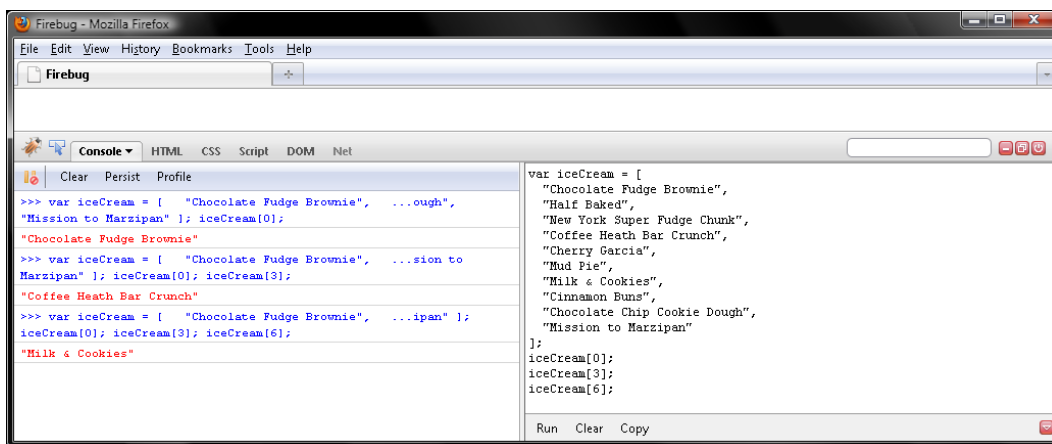 Firebug - Mozilla Firefox
File Edit View History Bookmarks Tools Help
Firebug
Console HTML CSS Script DOM Net
Clear Persist Profile
>>> var iceCream = [ "Chocolate Fudge Brownie", ...ough",
"Mission to Marzipan" ]; iceCream[0];
"Chocolate Fudge Brownie"
>>> var iceCream = [ "Chocolate Fudge Brownie", ...sion to
Marzipan" ]; iceCream[0]; iceCream[3];
"Coffee Heath Bar Crunch"
>>> var iceCream = [ "Chocolate Fudge Brownie", ...ipan" ];
iceCream[0]; iceCream[3]; iceCream[6];
"Milk & Cookies"
var iceCream = [
"Chocolate Fudge Brownie",
"Half Baked",
"New York Super Fudge Chunk",
"Coffee Heath Bar Crunch",
"Cherry Garcia",
"Mud Pie",
"Milk & Cookies",
"Cinnamon Buns",
"Chocolate Chip Cookie Dough",
"Mission to Marzipan"
];
iceCream[0];
iceCream[3];
iceCream[6];
Run Clear Copy